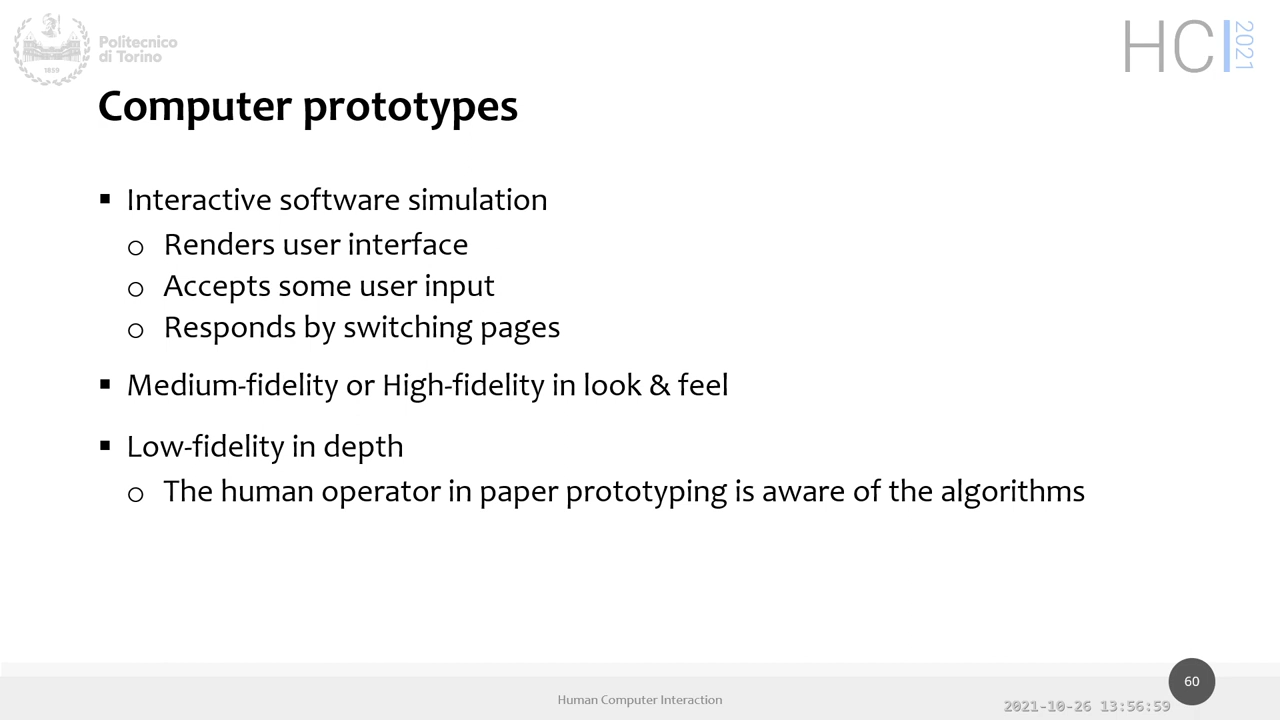 Politecnico
di Torino
1859
HCI 2021
Computer prototypes
▪ Interactive software simulation
o Renders user interface
o Accepts some user input
o Responds by switching pages
▪ Medium-fidelity or High-fidelity in look & feel
▪ Low-fidelity in depth
o The human operator in paper prototyping is aware of the algorithms
60
Human Computer Interaction
2021-10-26 13:56:59